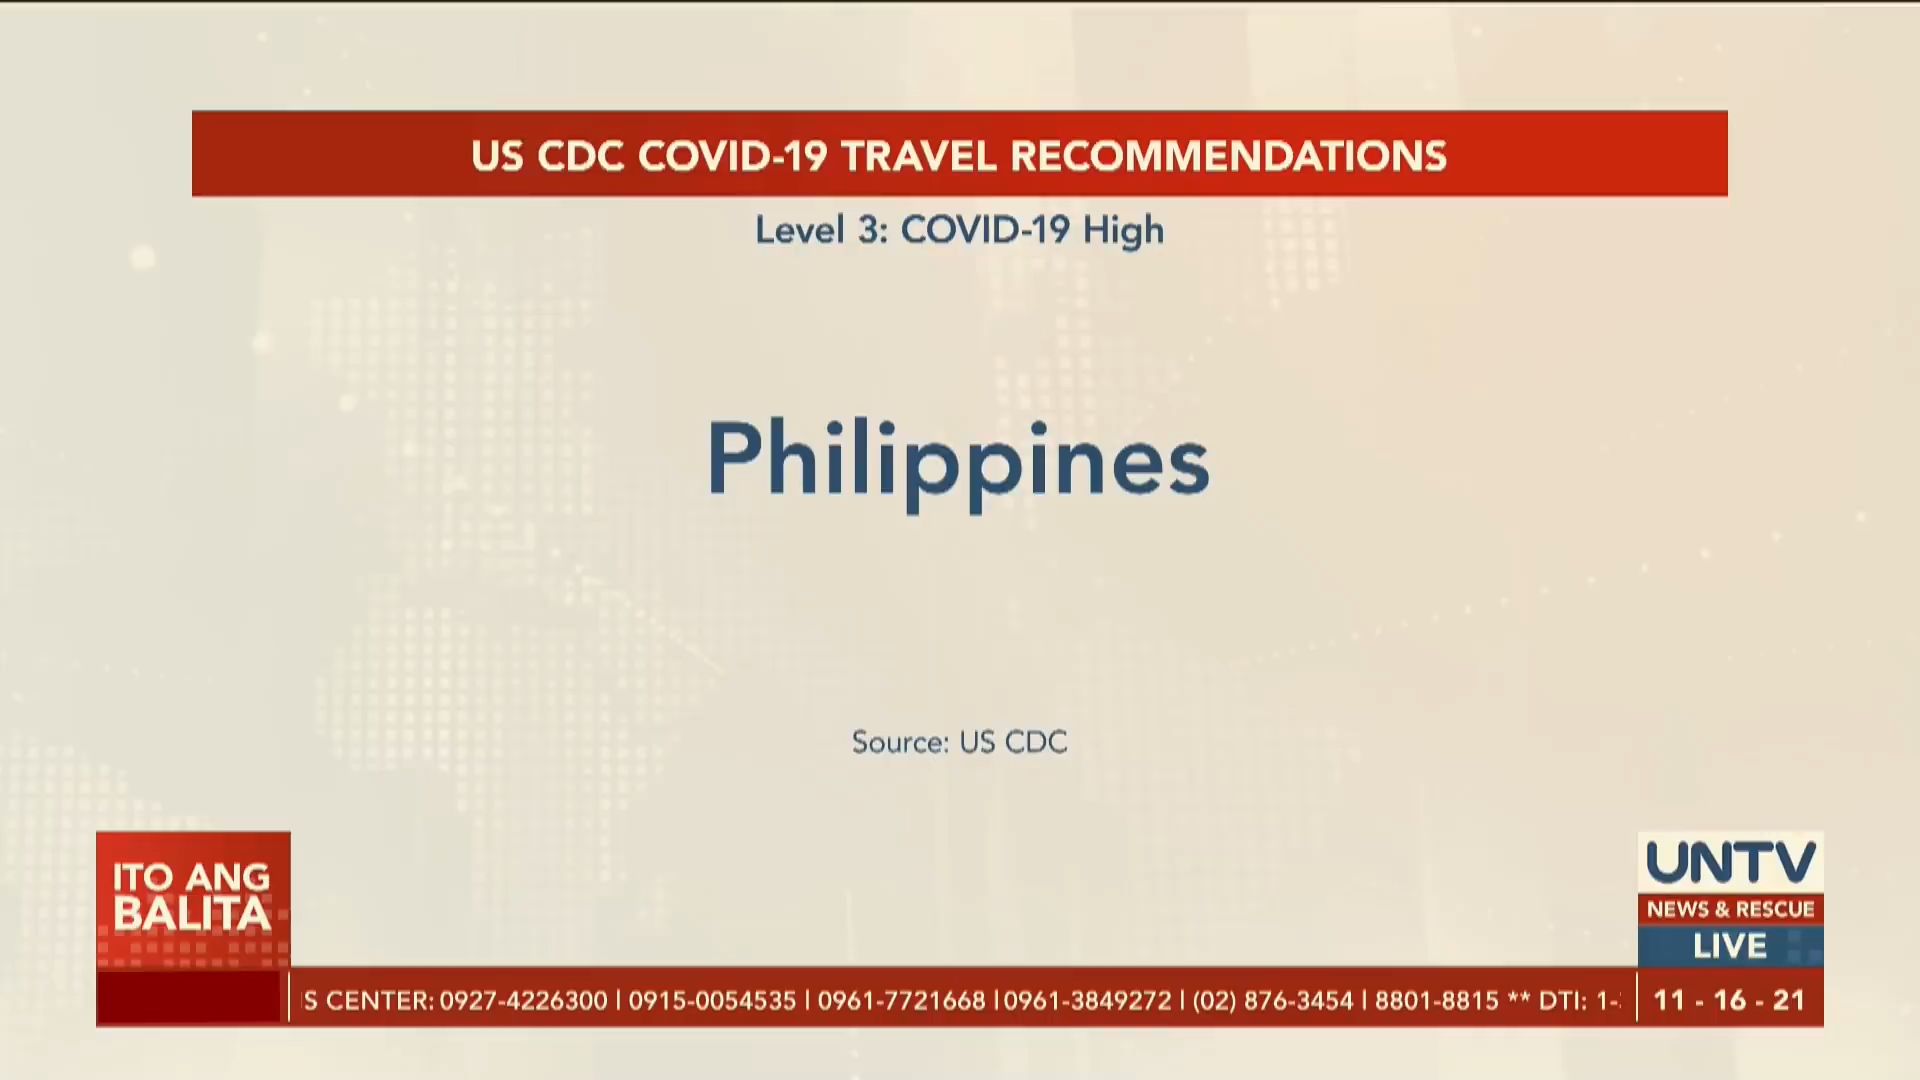 US CDC COVID-19 TRAVEL RECOMMENDATIONS
Level 3: COVID-19 High
Philippines
Source: US CDC
ITO ANG
BALITA
UNTV
NEWS & RESCUE
LIVE
S CENTER: 0927-4226300 | 0915-0054535 | 0961-7721668 | 0961-3849272 | (02) 876-3454 | 8801-8815 ** DTI: 1-
11 - 16 - 21